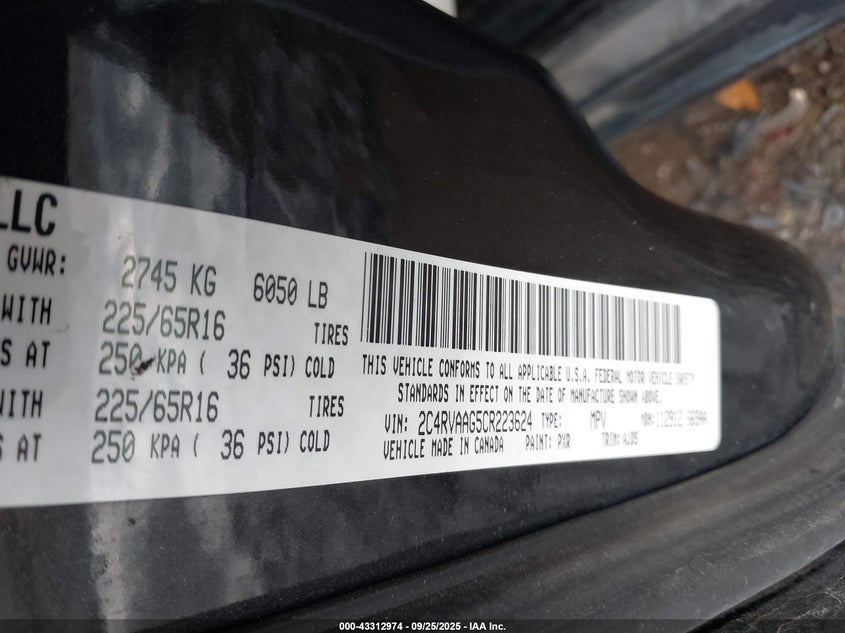 LLC
GVWR: 2745 KG 6050 LB
WITH 225/65R16 TIRES
S AT 250 KPA ( 36 PSI) COLD
WITH 225/65R16 TIRES
S AT 250 KPA ( 36 PSI) COLD
THIS VEHICLE CONFORMS TO ALL APPLICABLE U.S.A. FEDERAL MOTOR VEHICLE SAFETY
STANDARDS IN EFFECT ON THE DATE OF MANUFACTURE SHOWN ABOVE.
VIN: 2C4RVAAG5CR223624 TYPE: MPV MDH:
VEHICLE MADE IN CANADA PAINT: PXR TRIM: AJDS
000-43312974 - 09/25/2025 - IAA Inc.